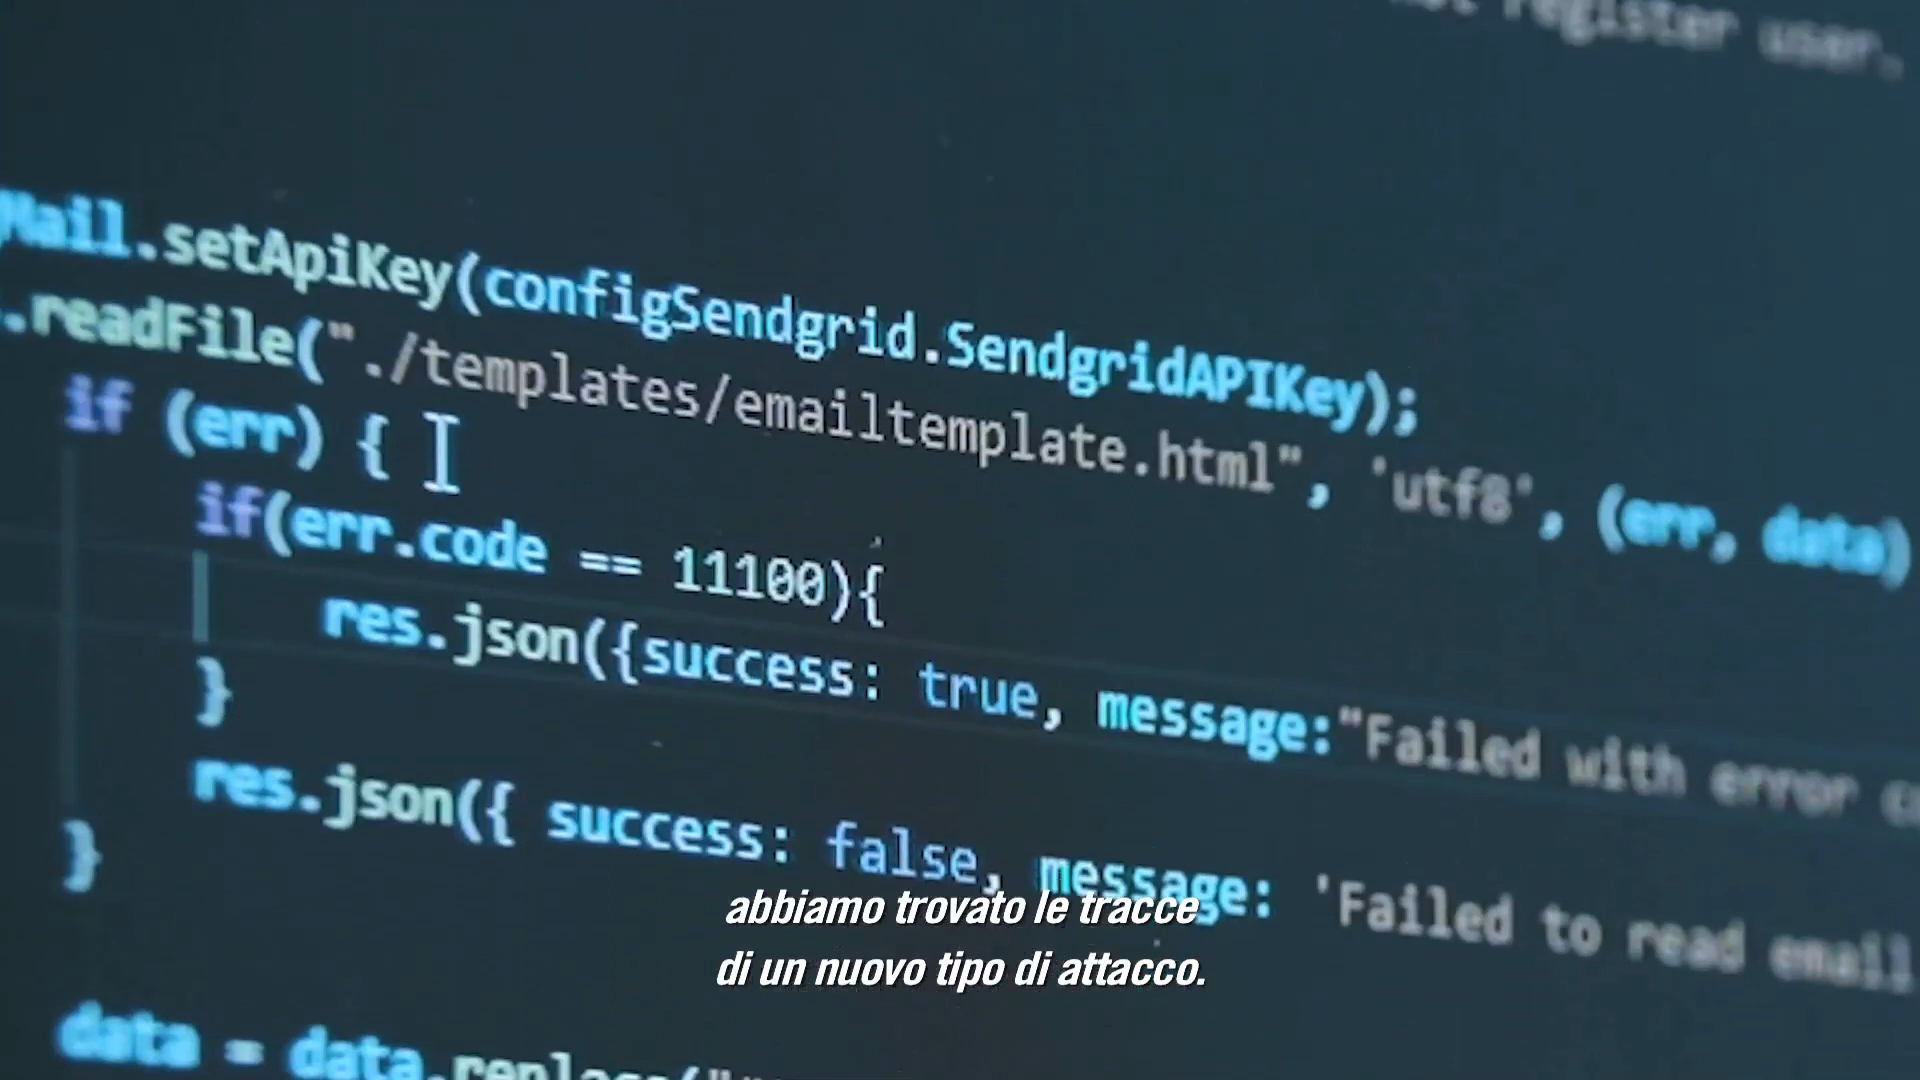 register user.
Mail.setApiKey(configSendgrid.SendgridAPIKey);
.readFile("./templates/emailtemplate.html", 'utf8', (err, data)
if (err) {
if(err.code == 11100){
res.json({success: true, message:"Failed with error
}
res.json({ success: false, message: 'Failed to read email
}
abbiamo trovato le tracce
di un nuovo tipo di attacco.
data = data.replace("